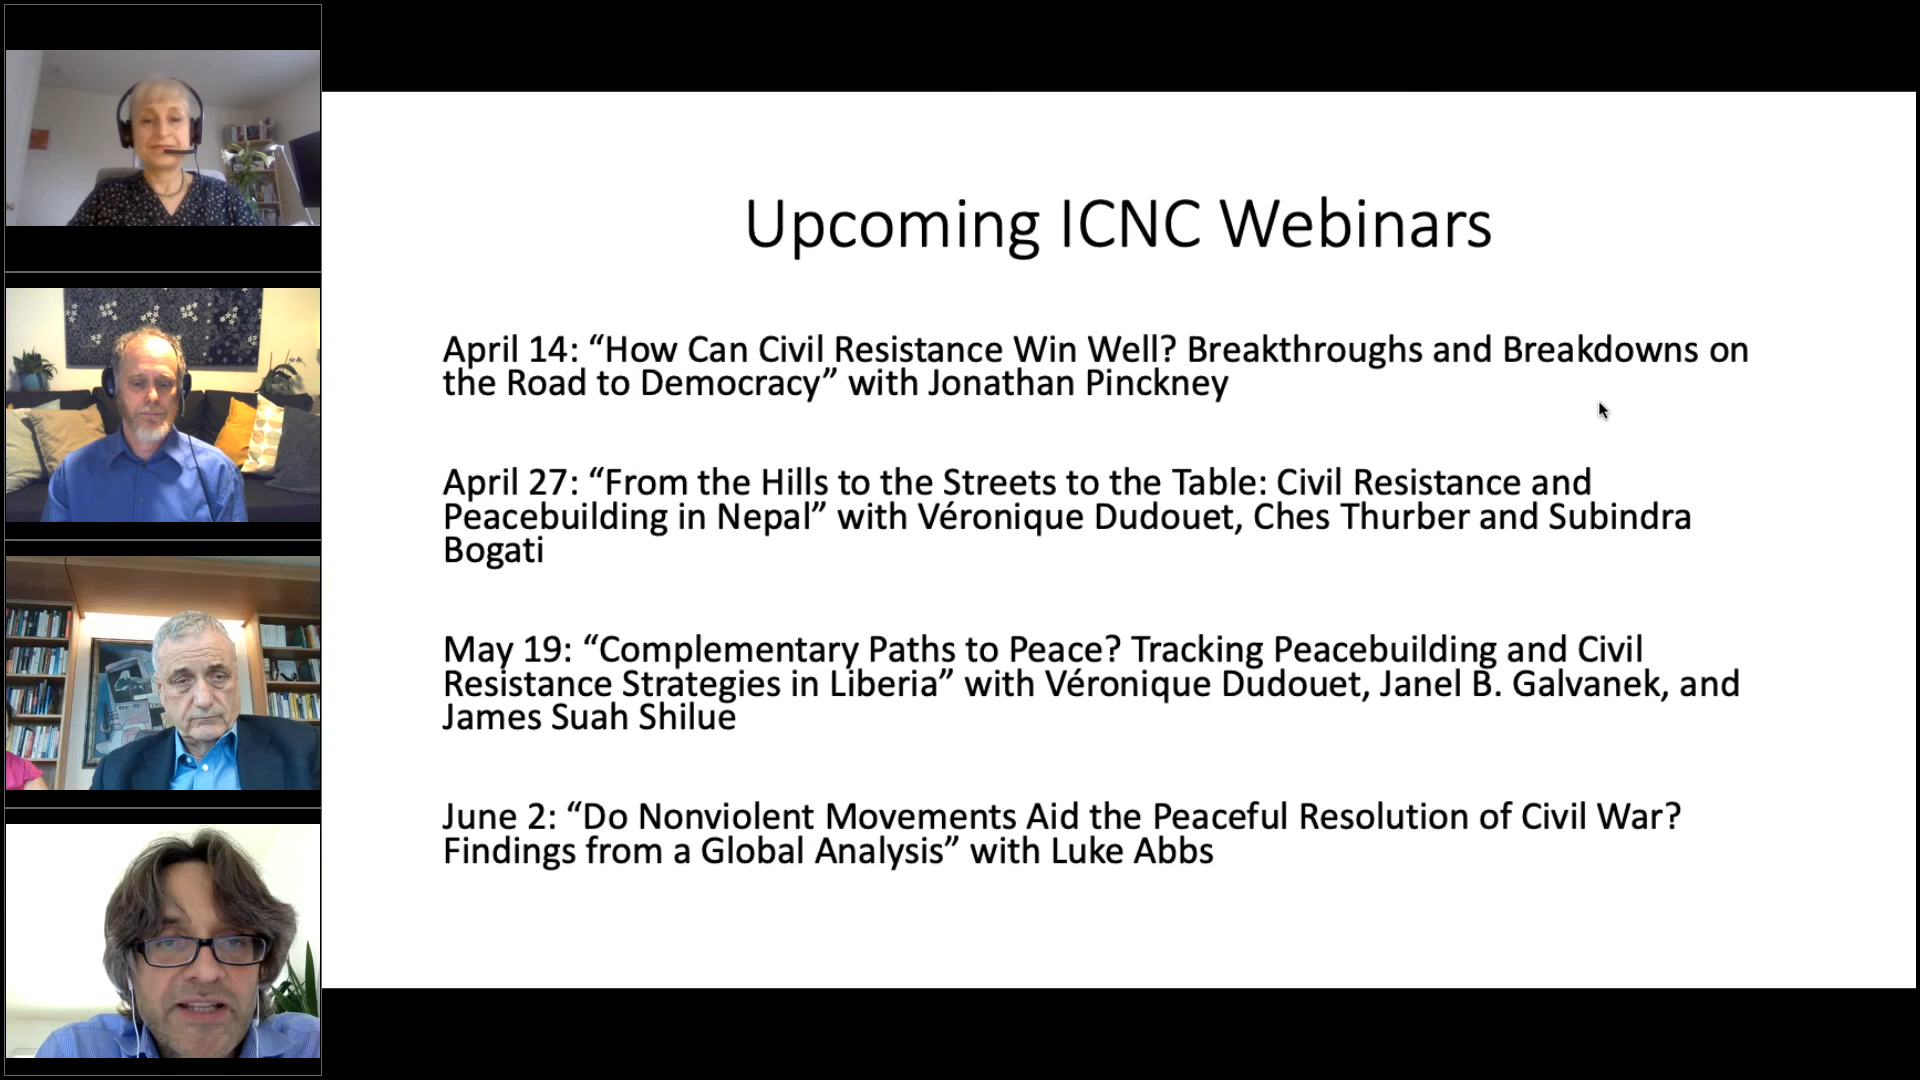 Upcoming ICNC Webinars
April 14: “How Can Civil Resistance Win Well? Breakthroughs and Breakdowns on
the Road to Democracy” with Jonathan Pinckney
April 27: “From the Hills to the Streets to the Table: Civil Resistance and
Peacebuilding in Nepal” with Véronique Dudouet, Ches Thurber and Subindra
Bogati
May 19: “Complementary Paths to Peace? Tracking Peacebuilding and Civil
Resistance Strategies in Liberia” with Véronique Dudouet, Janel B. Galvanek, and
James Suah Shilue
June 2: “Do Nonviolent Movements Aid the Peaceful Resolution of Civil War?
Findings from a Global Analysis” with Luke Abbs